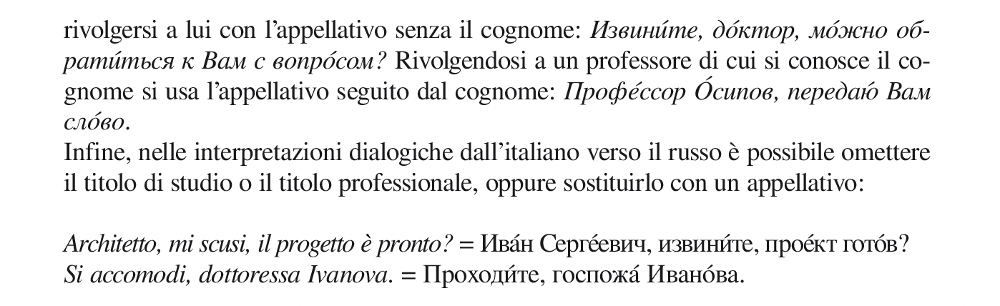 rivolgersi a lui con l’appellativo senza il cognome: Извини́те, до́ктор, мо́жно об-
рати́ться к Вам с вопро́сом? Rivolgendosi a un professore di cui si conosce il co-
gnome si usa l’appellativo seguito dal cognome: Профе́ссор О́сипов, передаю́ Вам
сло́во.
Infine, nelle interpretazioni dialogiche dall’italiano verso il russo è possibile omettere
il titolo di studio o il titolo professionale, oppure sostituirlo con un appellativo:
Architetto, mi scusi, il progetto è pronto? = Ива́н Серге́евич, извини́те, прое́кт гото́в?
Si accomodi, dottoressa Ivanova. = Проходи́те, госпожа́ Ивано́ва.